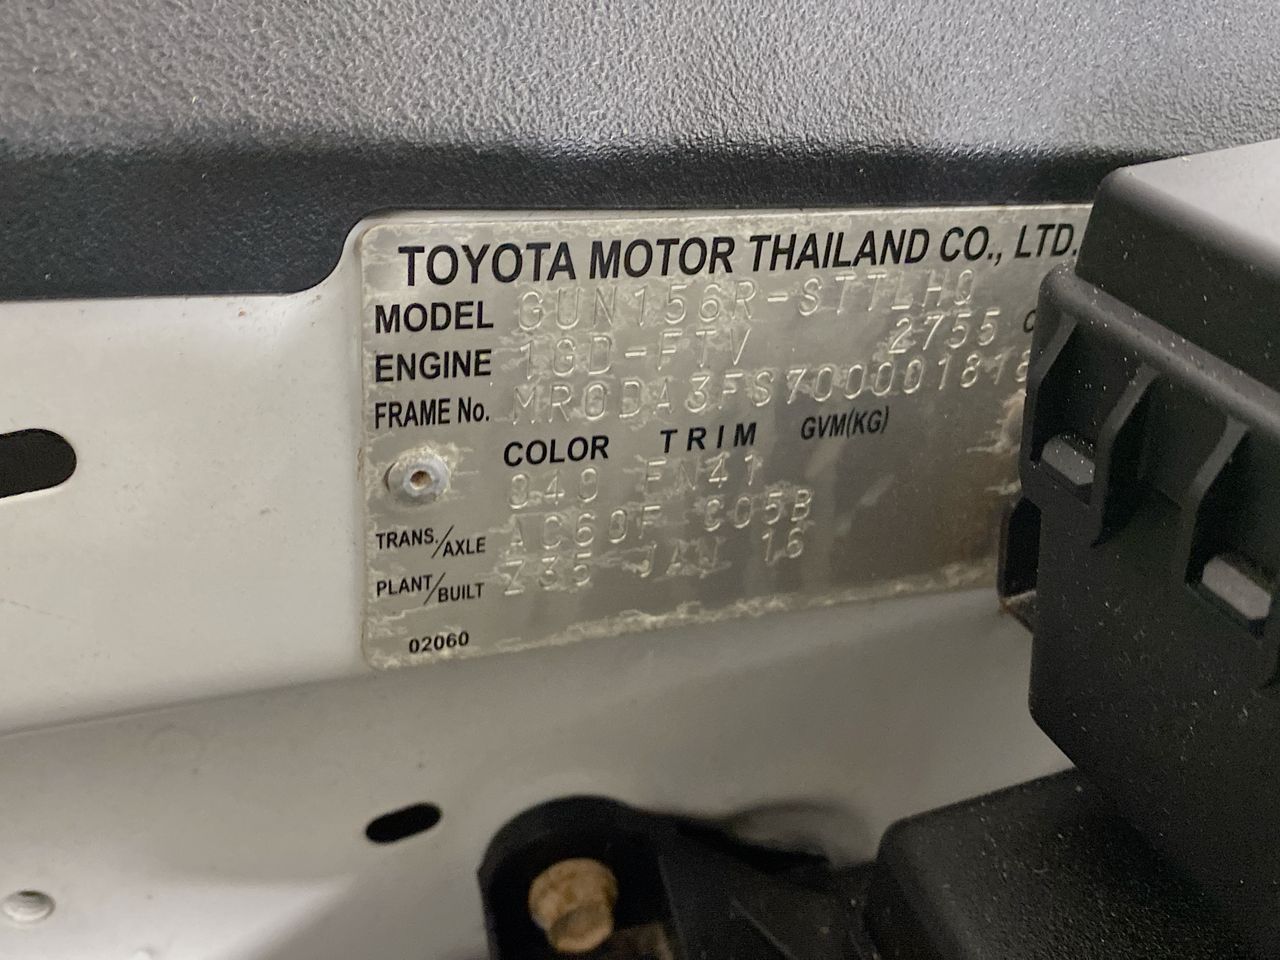 TOYOTA MOTOR THAILAND CO., LTD.
MODEL GUN156R-STTLHQ
ENGINE 1GD-FTV 2755 C
FRAME No. MR0DA3FS700001818
COLOR TRIM GVM(KG)
040 FN41
TRANS./AXLE AC60F C05B
PLANT/BUILT Z35 JAN 16
02060